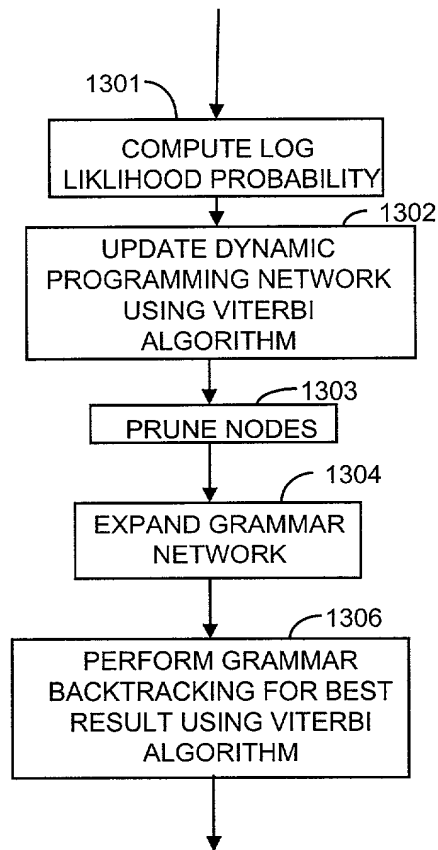 1301
COMPUTE LOG
LIKLIHOOD PROBABILITY
1302
UPDATE DYNAMIC
PROGRAMMING NETWORK
USING VITERBI
ALGORITHM
1303
PRUNE NODES
1304
EXPAND GRAMMAR
NETWORK
1306
PERFORM GRAMMAR
BACKTRACKING FOR BEST
RESULT USING VITERBI
ALGORITHM